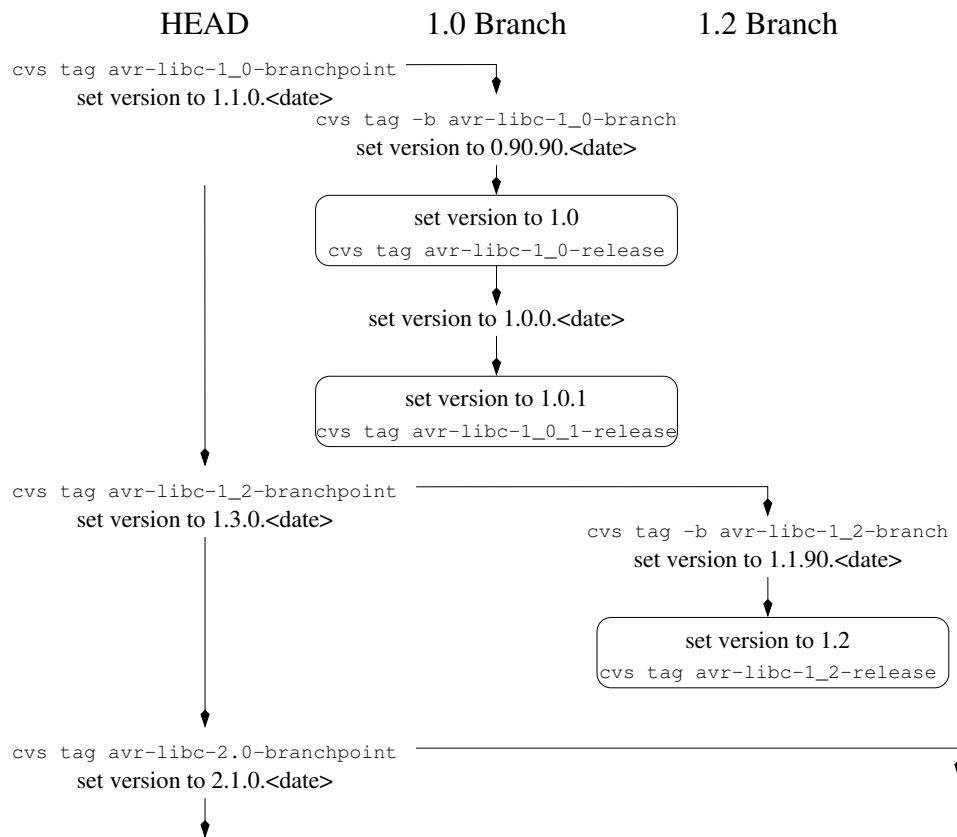 HEAD 1.0 Branch 1.2 Branch
cvs tag avr-libc-1_0-branchpoint
set version to 1.1.0.<date>
cvs tag -b avr-libc-1_0-branch
set version to 0.90.90.<date>
set version to 1.0
cvs tag avr-libc-1_0-release
set version to 1.0.0.<date>
set version to 1.0.1
cvs tag avr-libc-1_0_1-release
cvs tag avr-libc-1_2-branchpoint
set version to 1.3.0.<date>
cvs tag -b avr-libc-1_2-branch
set version to 1.1.90.<date>
set version to 1.2
cvs tag avr-libc-1_2-release
cvs tag avr-libc-2.0-branchpoint
set version to 2.1.0.<date>